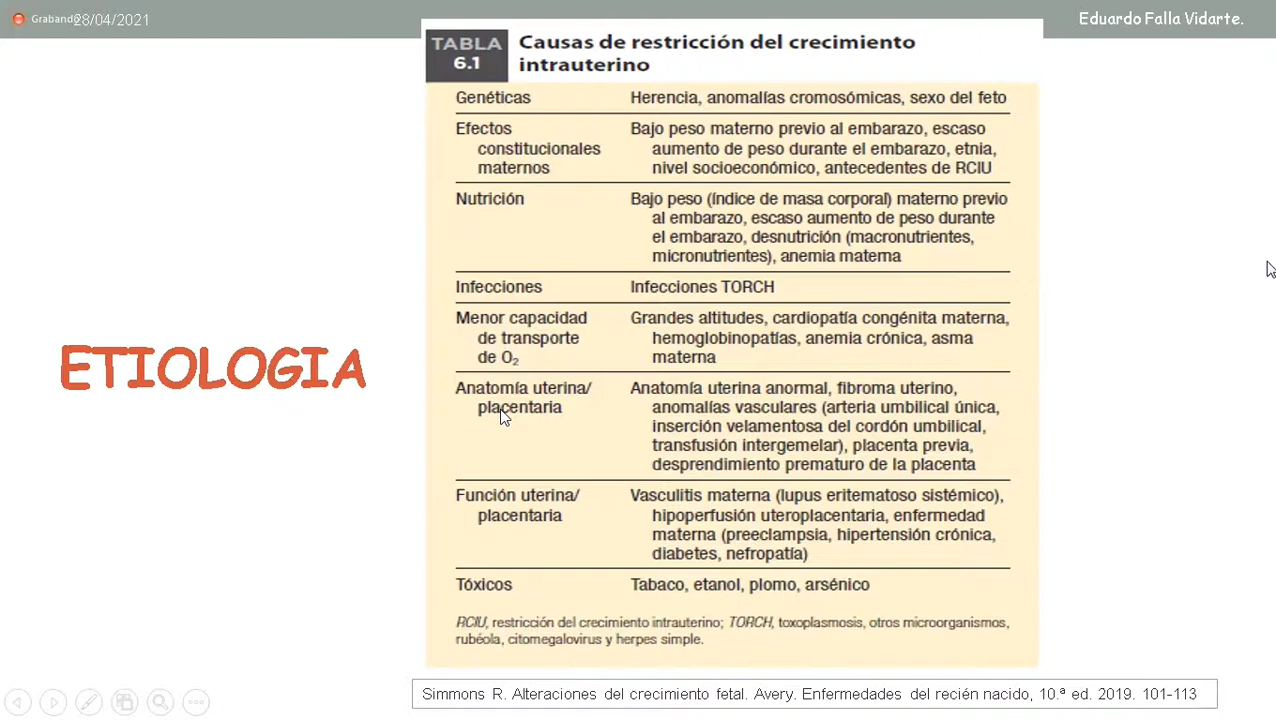 Grabando
28/04/2021
Eduardo Falla Vidarte.
TABLA
6.1
Causas de restricción del crecimiento
intrauterino
Genéticas
Herencia, anomalías cromosómicas, sexo del feto
Efectos
constitucionales
maternos
Bajo peso materno previo al embarazo, escaso
aumento de peso durante el embarazo, etnia,
nivel socioeconómico, antecedentes de RCIU
Nutrición
Bajo peso (índice de masa corporal) materno previo
al embarazo, escaso aumento de peso durante
el embarazo, desnutrición (macronutrientes,
micronutrientes), anemia materna
Infecciones
Infecciones TORCH
Menor capacidad
de transporte
de O₂
Grandes altitudes, cardiopatía congénita materna,
hemoglobinopatías, anemia crónica, asma
materna
ETIOLOGIA
Anatomía uterina/
placentaria
Anatomía uterina anormal, fibroma uterino,
anomalías vasculares (arteria umbilical única,
inserción velamentosa del cordón umbilical,
transfusión intergemelar), placenta previa,
desprendimiento prematuro de la placenta
Función uterina/
placentaria
Vasculitis materna (lupus eritematoso sistémico),
hipoperfusión uteroplacentaria, enfermedad
materna (preeclampsia, hipertensión crónica,
diabetes, nefropatía)
Tóxicos
Tabaco, etanol, plomo, arsénico
RCIU, restricción del crecimiento intrauterino; TORCH, toxoplasmosis, otros microorganismos,
rubéola, citomegalovirus y herpes simple.
Simmons R. Alteraciones del crecimiento fetal. Avery. Enfermedades del recién nacido, 10.ª ed. 2019. 101-113